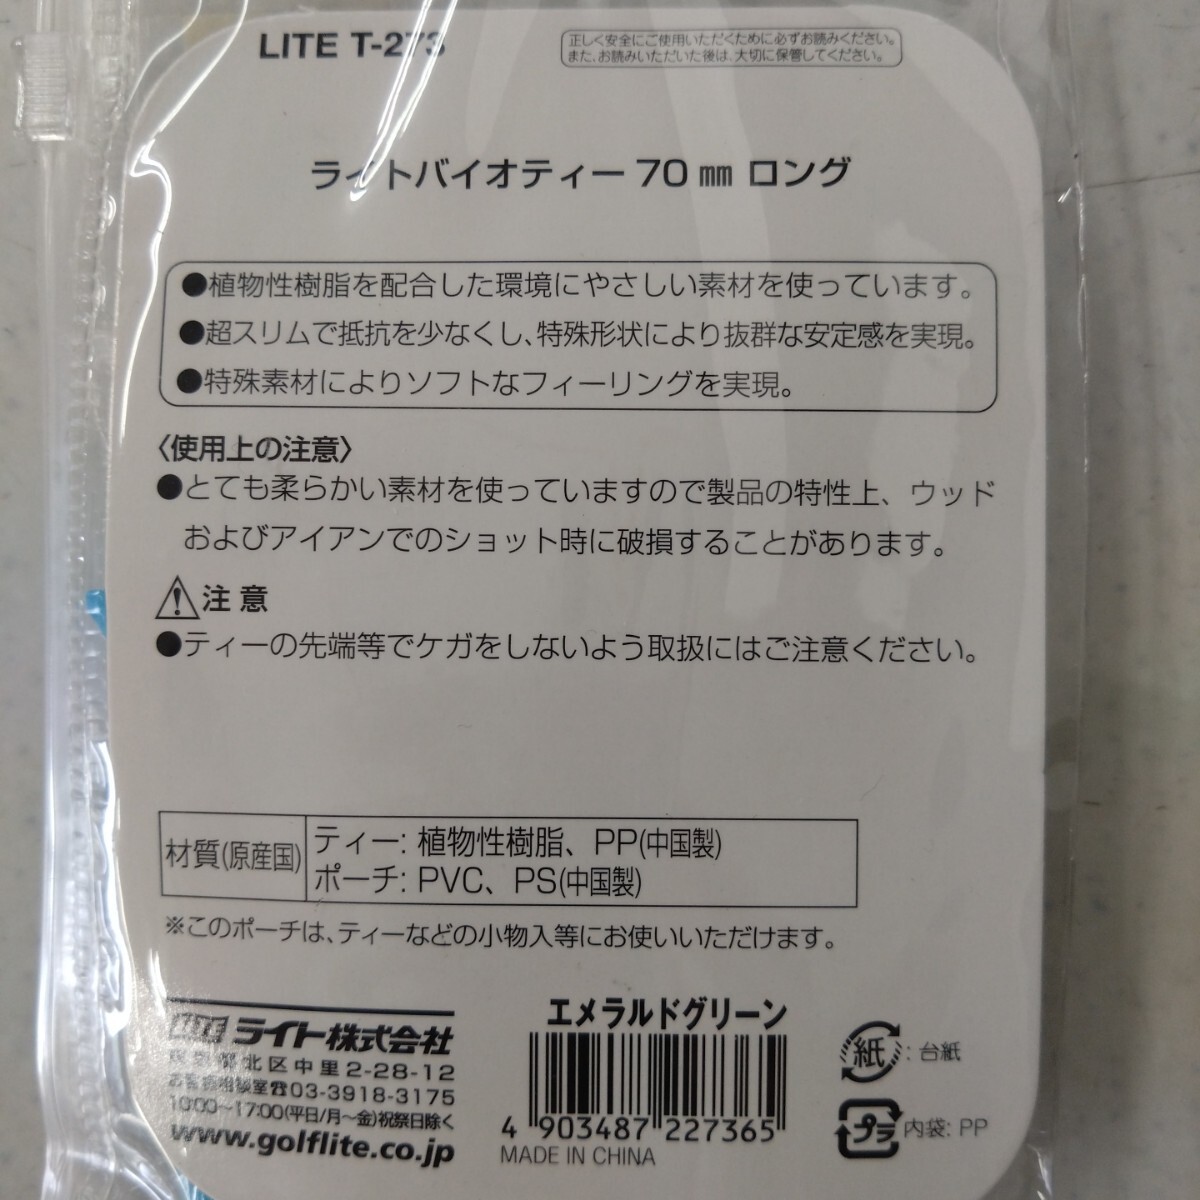 LITE T-273
正しく安全にご使用いただくために必ずお読みください。
また、お読みいただいた後は、大切に保管してください。
ライトバイオティー 70 ㎜ ロング
●植物性樹脂を配合した環境にやさしい素材を使っています。
●超スリムで抵抗を少なくし、特殊形状により抜群な安定感を実現。
●特殊素材によりソフトなフィーリングを実現。
〈使用上の注意〉
●とても柔らかい素材を使っていますので製品の特性上、ウッド
およびアイアンでのショット時に破損することがあります。
注意
●ティーの先端等でケガをしないよう取扱にはご注意ください。
材質(原産国)
ティー: 植物性樹脂、PP(中国製)
ポーチ: PVC、PS(中国製)
※このポーチは、ティーなどの小物入等にお使いいただけます。
LITE ライト株式会社
東京都北区中里 2-28-12
お客様相談室☎03-3918-3175
10:00〜17:00(平日/月〜金)祝祭日除く
www.golflite.co.jp
エメラルドグリーン
4 903487 227365
MADE IN CHINA
紙 : 台紙
プラ 内袋: PP